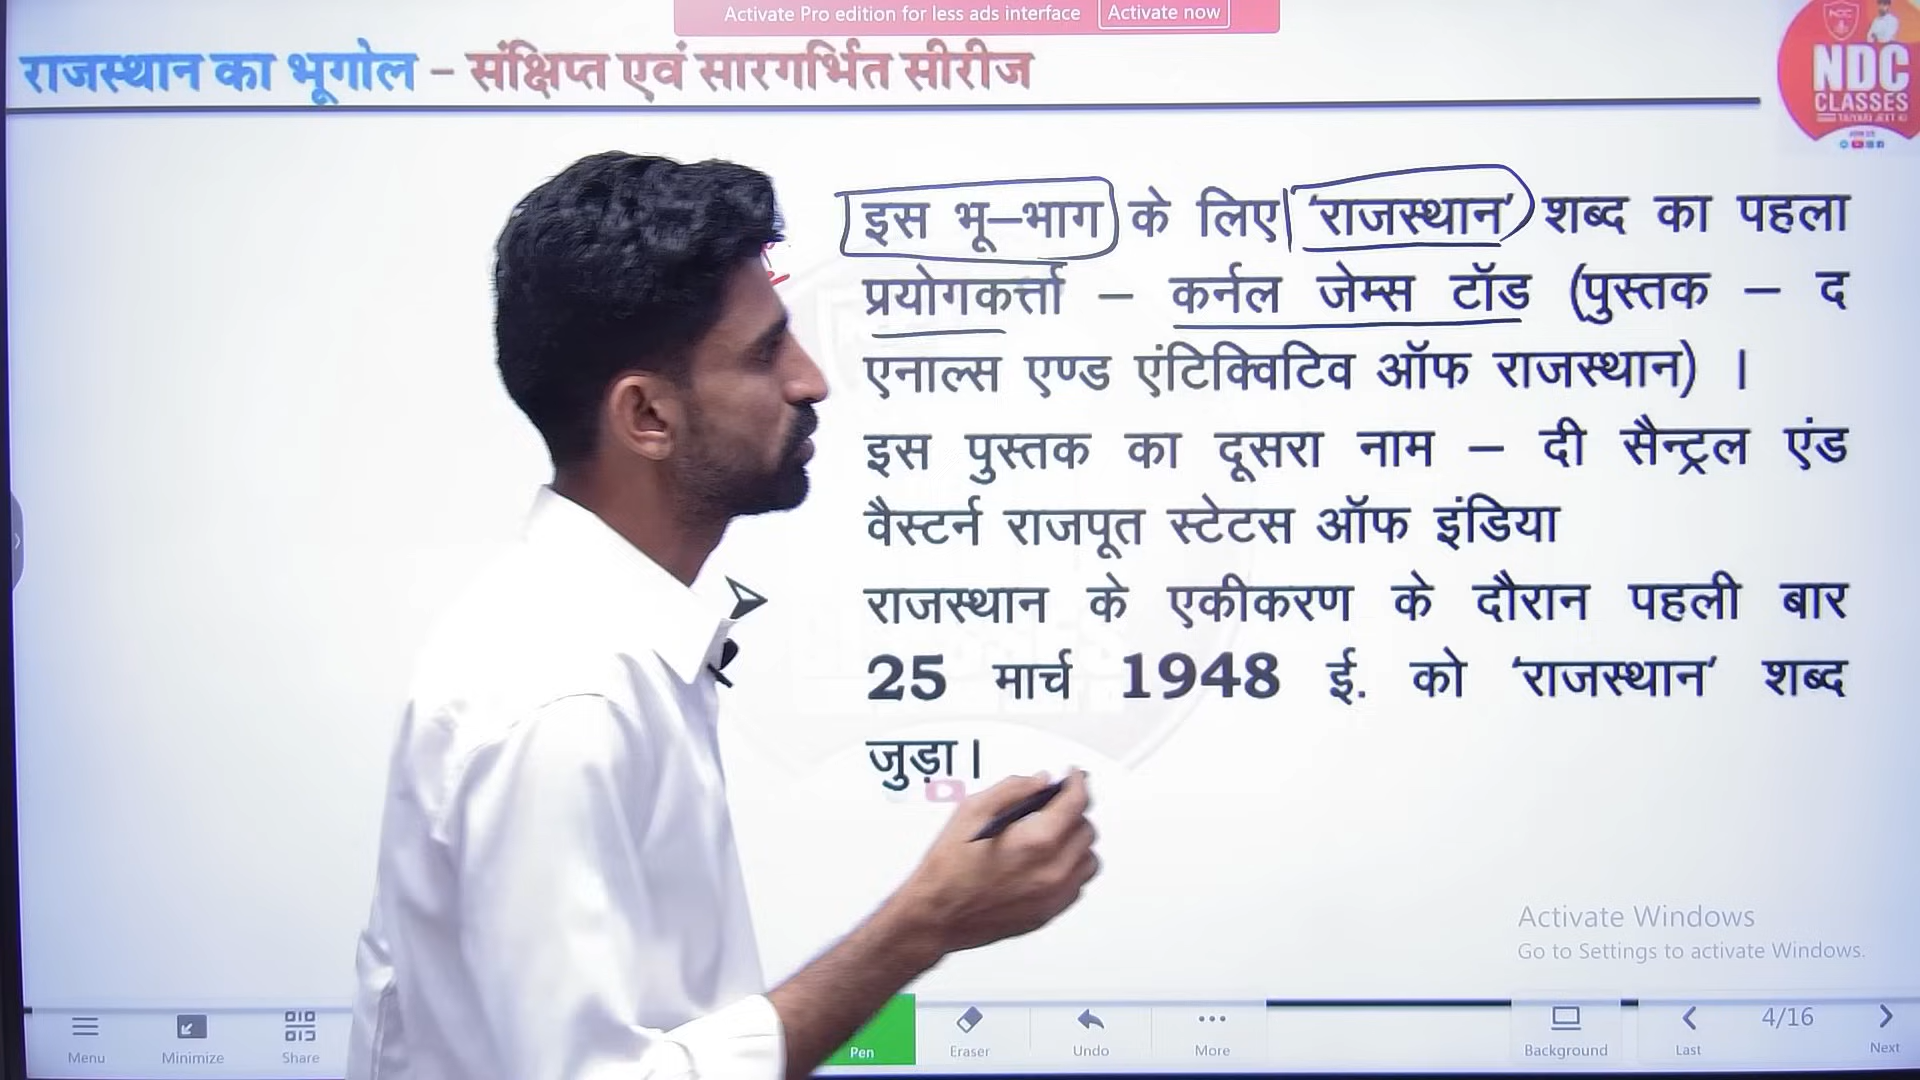 Activate Pro edition for less ads interface Activate now
राजस्थान का भूगोल – संक्षिप्त एवं सारगर्भित सीरीज
NDC
CLASSES
इस भू–भाग के लिए 'राजस्थान' शब्द का पहला
प्रयोगकर्त्ता – कर्नल जेम्स टॉड (पुस्तक – द
एनाल्स एण्ड एंटिक्विटिव ऑफ राजस्थान) ।
इस पुस्तक का दूसरा नाम – दी सैन्ट्रल एंड
वैस्टर्न राजपूत स्टेटस ऑफ इंडिया
राजस्थान के एकीकरण के दौरान पहली बार
25 मार्च 1948 ई. को 'राजस्थान' शब्द
जुड़ा।
Activate Windows
Go to Settings to activate Windows.
Menu Minimize Share Pen Eraser Undo More Background Last 4/16 Next